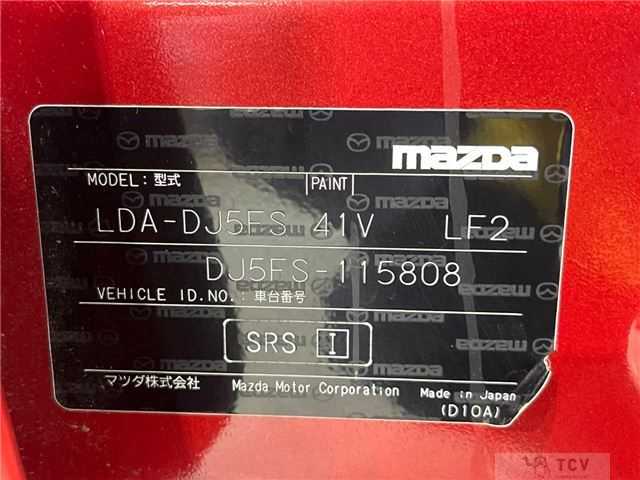 mazda
MODEL: 型式 PAINT
LDA-DJ5FS 41V LF2
DJ5FS-115808
VEHICLE ID.NO.: 車台番号
SRS I
マツダ株式会社 Mazda Motor Corporation Made in Japan
(D10A)
TCV